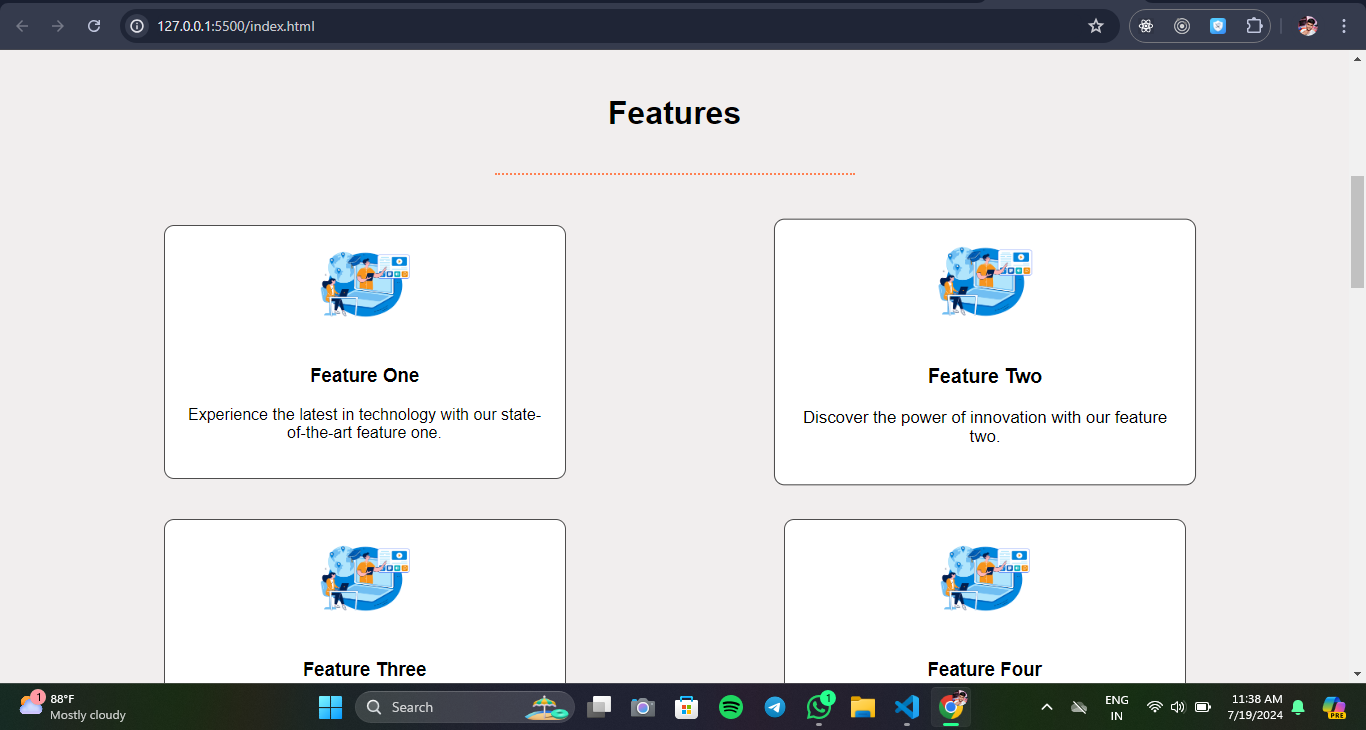 127.0.0.1:5500/index.html
Features
Feature One
Experience the latest in technology with our state-
of-the-art feature one.
Feature Two
Discover the power of innovation with our feature
two.
Feature Three
Feature Four
1
88°F
Mostly cloudy
Search
1
ENG
IN
11:38 AM
7/19/2024
PRE